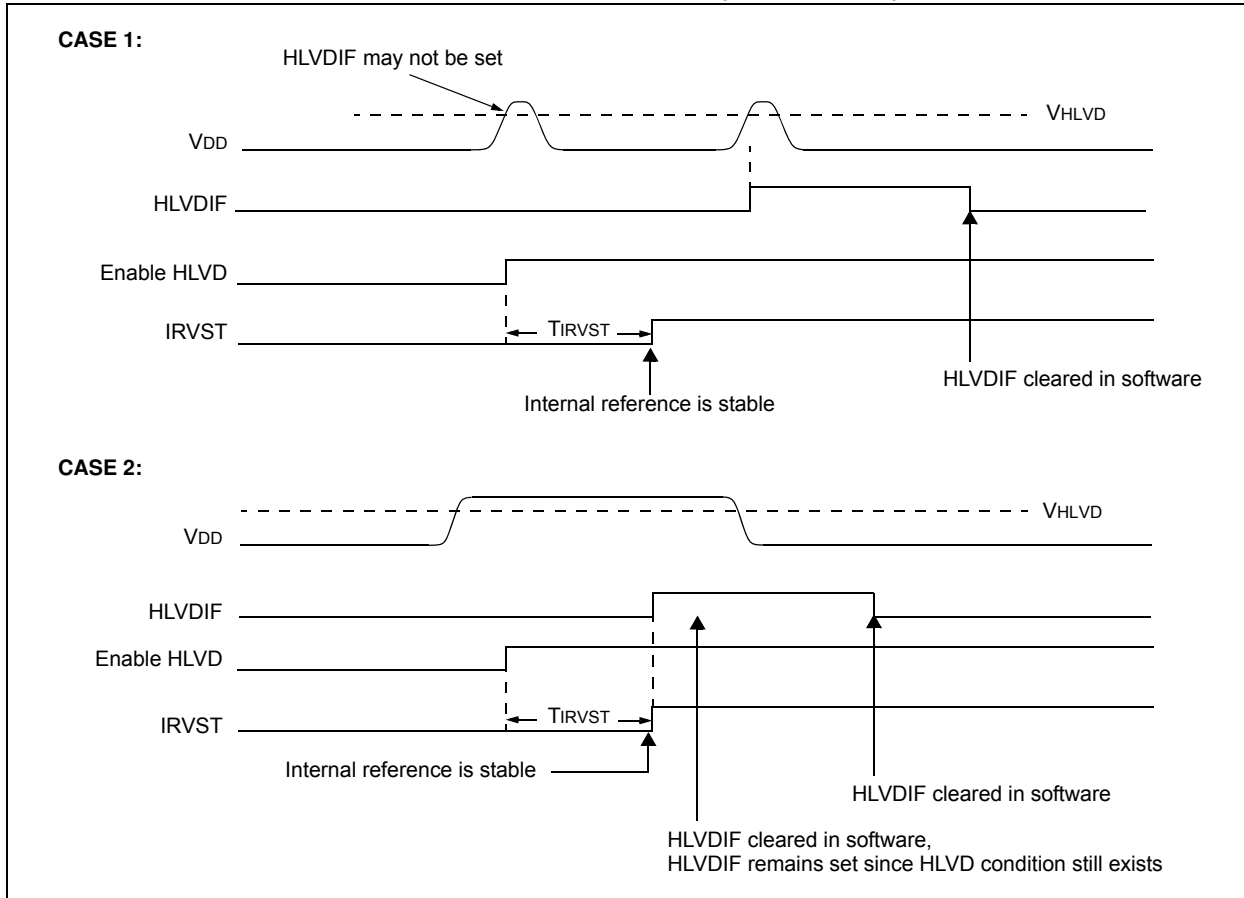 CASE 1:
HLVDIF may not be set
VHLVD
VDD
HLVDIF
Enable HLVD
TIRVST
IRVST
HLVDIF cleared in software
Internal reference is stable
CASE 2:
VHLVD
VDD
HLVDIF
Enable HLVD
TIRVST
IRVST
Internal reference is stable
HLVDIF cleared in software
HLVDIF cleared in software,
HLVDIF remains set since HLVD condition still exists